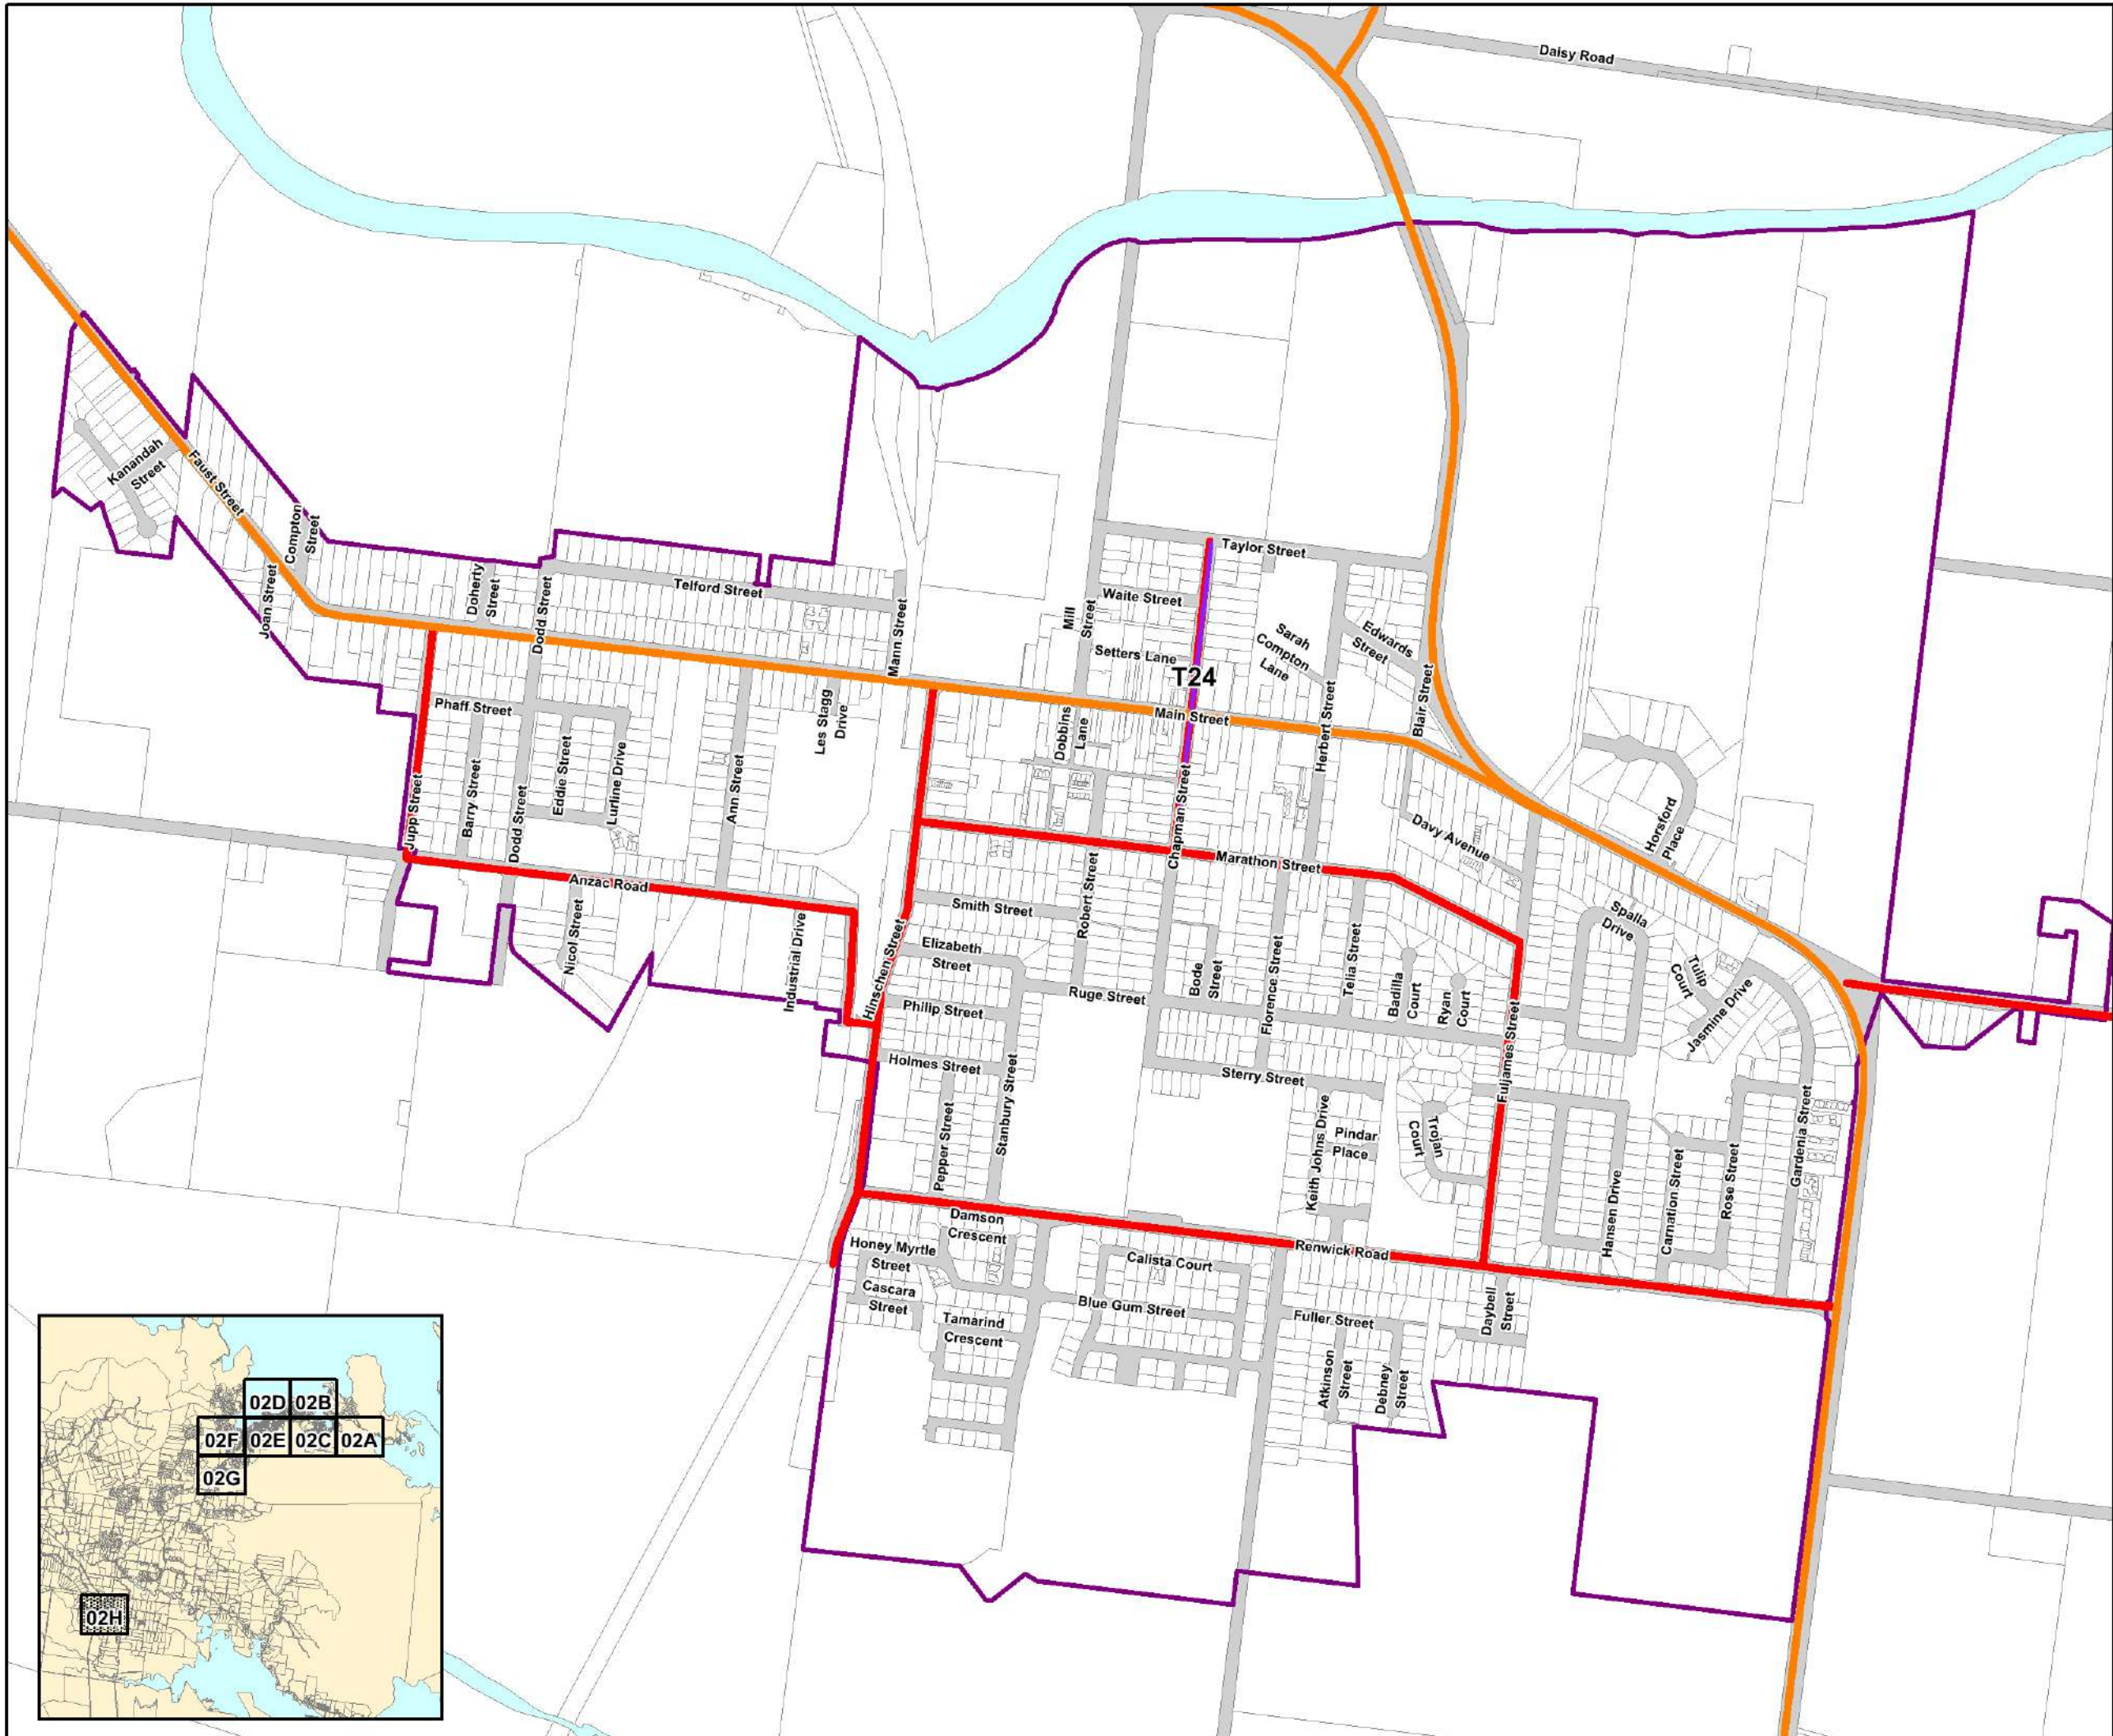 Daisy Road
Kanandah
Street
Faust Street
Compton
Street
Joan Street
Doherty
Street
Dodd Street
Telford Street
Mann Street
Mill
Street
Waite Street
Setters Lane
Taylor Street
T24
Sarah
Compton
Lane
Edwards
Street
Herbert Street
Blair Street
Main Street
Phaff Street
Les Stagg
Drive
Dobbins
Lane
Jupp Street
Barry Street
Dodd Street
Eddie Street
Lurline Drive
Ann Street
Chapman Street
Davy Avenue
Horsford
Place
Marathon Street
Anzac Road
Nicol Street
Industrial Drive
Hinschen Street
Smith Street
Robert Street
Elizabeth
Street
Philip Street
Ruge Street
Bode
Street
Florence Street
Telia Street
Badilla
Court
Ryan
Court
Fuljames Street
Spalla
Drive
Tulip
Court
Jasmine Drive
Holmes Street
Pepper Street
Stanbury Street
Sterry Street
Keith Johns Drive
Pindar
Place
Trojan
Court
Hansen Drive
Carnation Street
Rose Street
Gardenia Street
Damson
Crescent
Renwick Road
Honey Myrtle
Street
Calista Court
Cascara
Street
Blue Gum Street
Tamarind
Crescent
Fuller Street
Daybell
Street
Atkinson
Street
Debney
Street
02D
02B
02F
02E
02C
02A
02G
02H